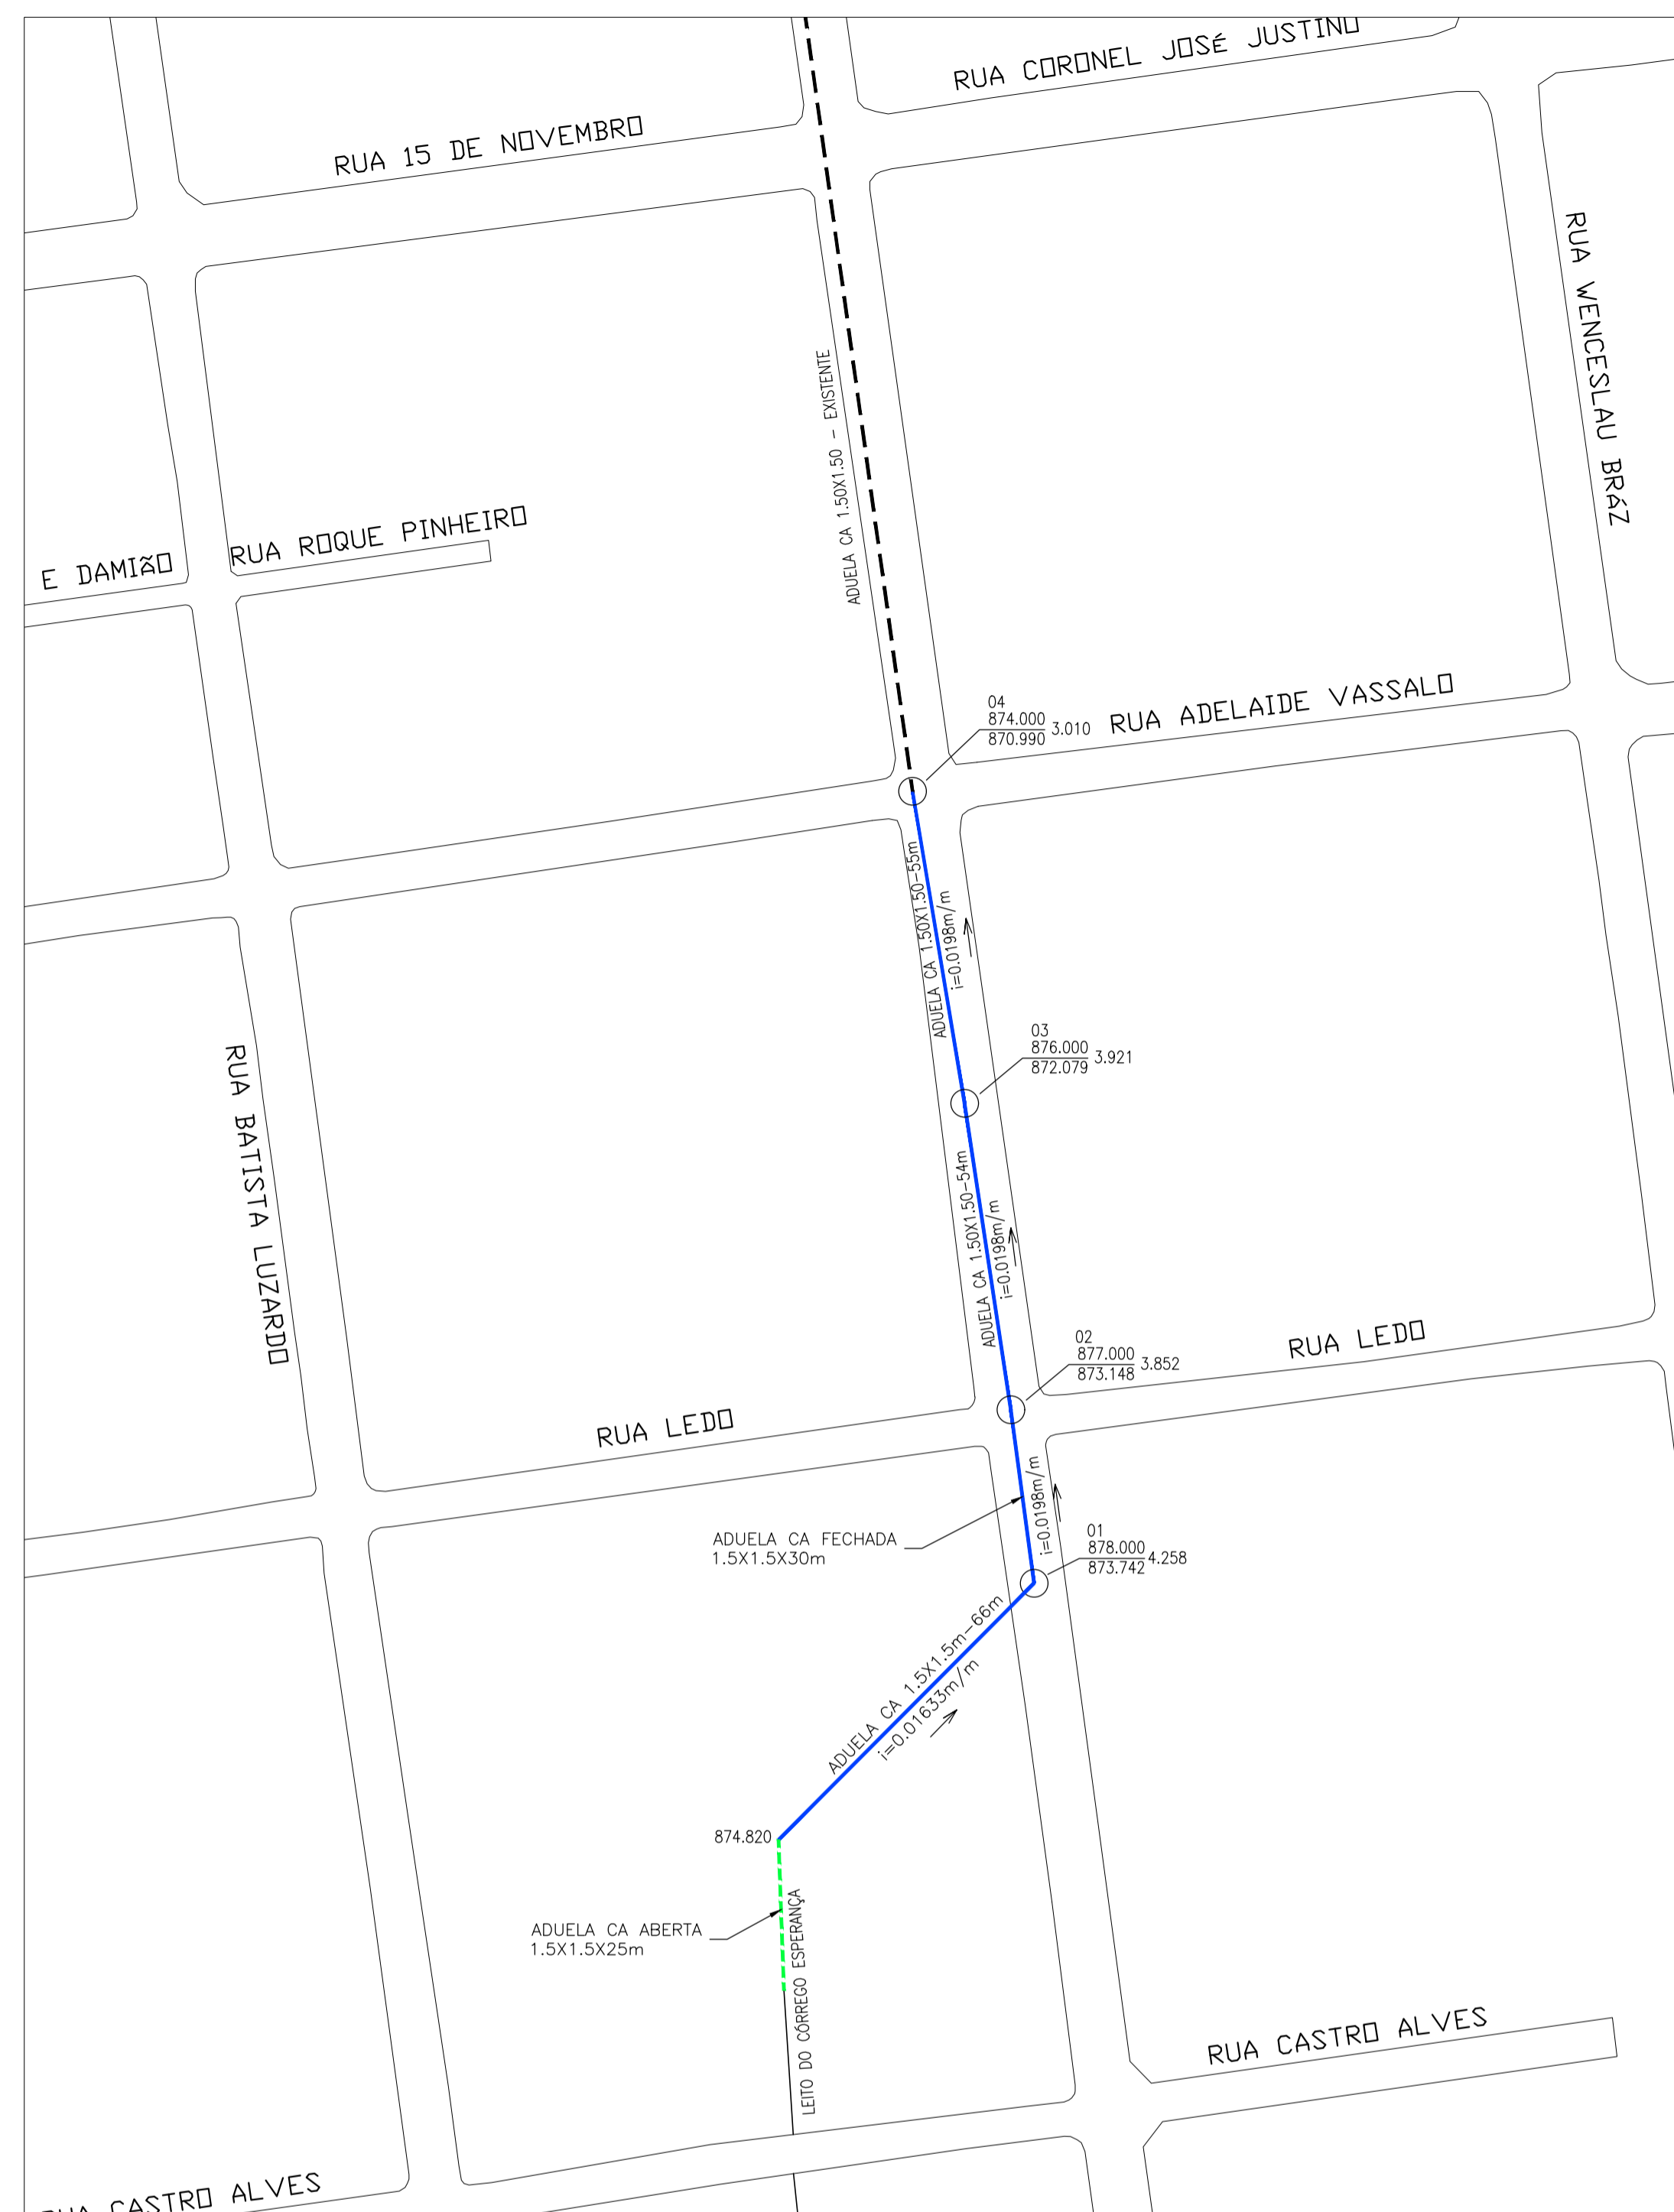 RUA CORONEL JOSÉ JUSTINO
RUA 15 DE NOVEMBRO
RUA WENCESLAU BRÁZ
ADUELA CA 1.50X1.50 - EXISTENTE
RUA ROQUE PINHEIRO
E DAMIÃO
04
874.000
870.990
3.010
RUA ADELAIDE VASSALO
ADUELA CA 1.50X1.50-55m
i=0.0198m/m
03
876.000
872.079
3.921
RUA BATISTA LUZARDO
ADUELA CA 1.50X1.50-54m
i=0.0198m/m
02
877.000
873.148
3.852
RUA LEDO
RUA LEDO
i=0.0198m/m
ADUELA CA FECHADA
1.5X1.5X30m
01
878.000
873.742
4.258
ADUELA CA 1.5X1.5m-66m
i=0.01633m/m
874.820
ADUELA CA ABERTA
1.5X1.5X25m
LEITO DO CÓRREGO ESPERANÇA
RUA CASTRO ALVES
RUA CASTRO ALVES